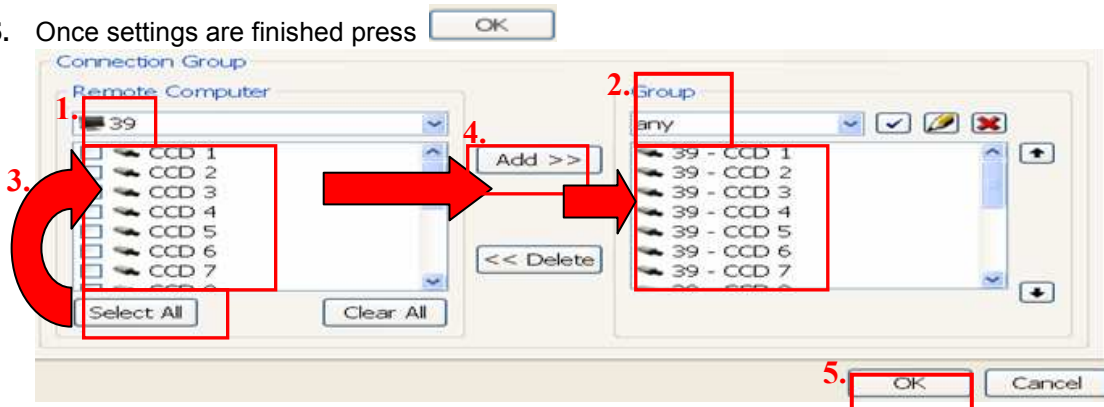 Once settings are finished press OK
Connection Group
Remote Computer
Group
1.
2.
39
any
4.
Add >>
3.
CCD 1
CCD 2
CCD 3
CCD 4
CCD 5
CCD 6
CCD 7
39 - CCD 1
39 - CCD 2
39 - CCD 3
39 - CCD 4
39 - CCD 5
39 - CCD 6
39 - CCD 7
<< Delete
Select All
Clear All
5.
OK
Cancel